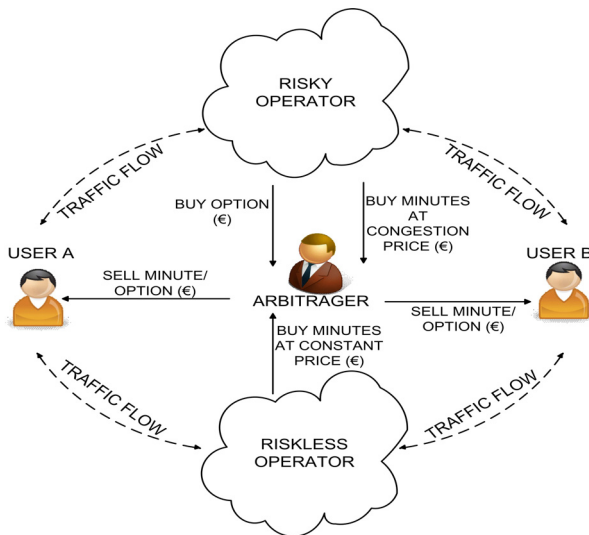 RISKY
OPERATOR
TRAFFIC FLOW
TRAFFIC FLOW
BUY OPTION
(€)
BUY MINUTES
AT
CONGESTION
PRICE (€)
USER A
USER B
SELL MINUTE/
OPTION (€)
ARBITRAGER
SELL MINUTE/
OPTION (€)
BUY MINUTES
AT CONSTANT
PRICE (€)
TRAFFIC FLOW
TRAFFIC FLOW
RISKLESS
OPERATOR